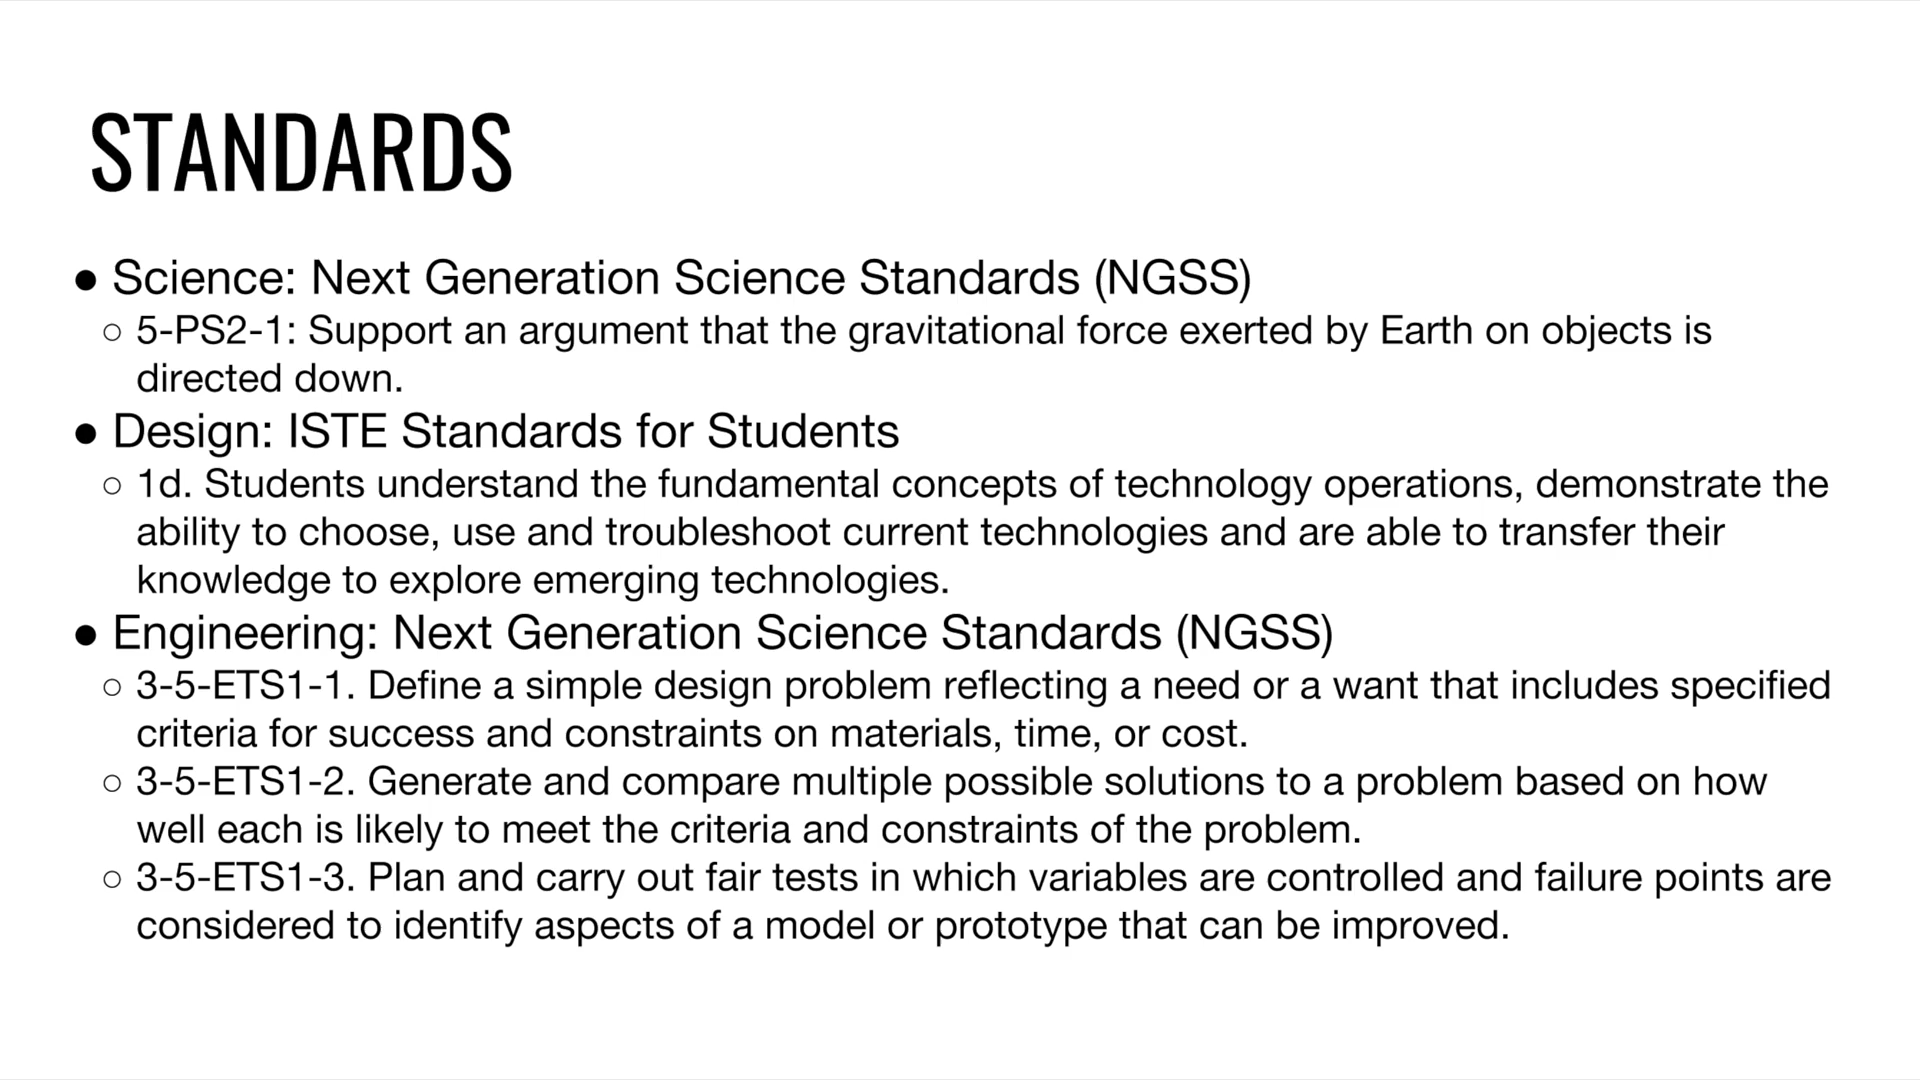 STANDARDS
● Science: Next Generation Science Standards (NGSS)
○ 5-PS2-1: Support an argument that the gravitational force exerted by Earth on objects is
directed down.
● Design: ISTE Standards for Students
○ 1d. Students understand the fundamental concepts of technology operations, demonstrate the
ability to choose, use and troubleshoot current technologies and are able to transfer their
knowledge to explore emerging technologies.
● Engineering: Next Generation Science Standards (NGSS)
○ 3-5-ETS1-1. Define a simple design problem reflecting a need or a want that includes specified
criteria for success and constraints on materials, time, or cost.
○ 3-5-ETS1-2. Generate and compare multiple possible solutions to a problem based on how
well each is likely to meet the criteria and constraints of the problem.
○ 3-5-ETS1-3. Plan and carry out fair tests in which variables are controlled and failure points are
considered to identify aspects of a model or prototype that can be improved.